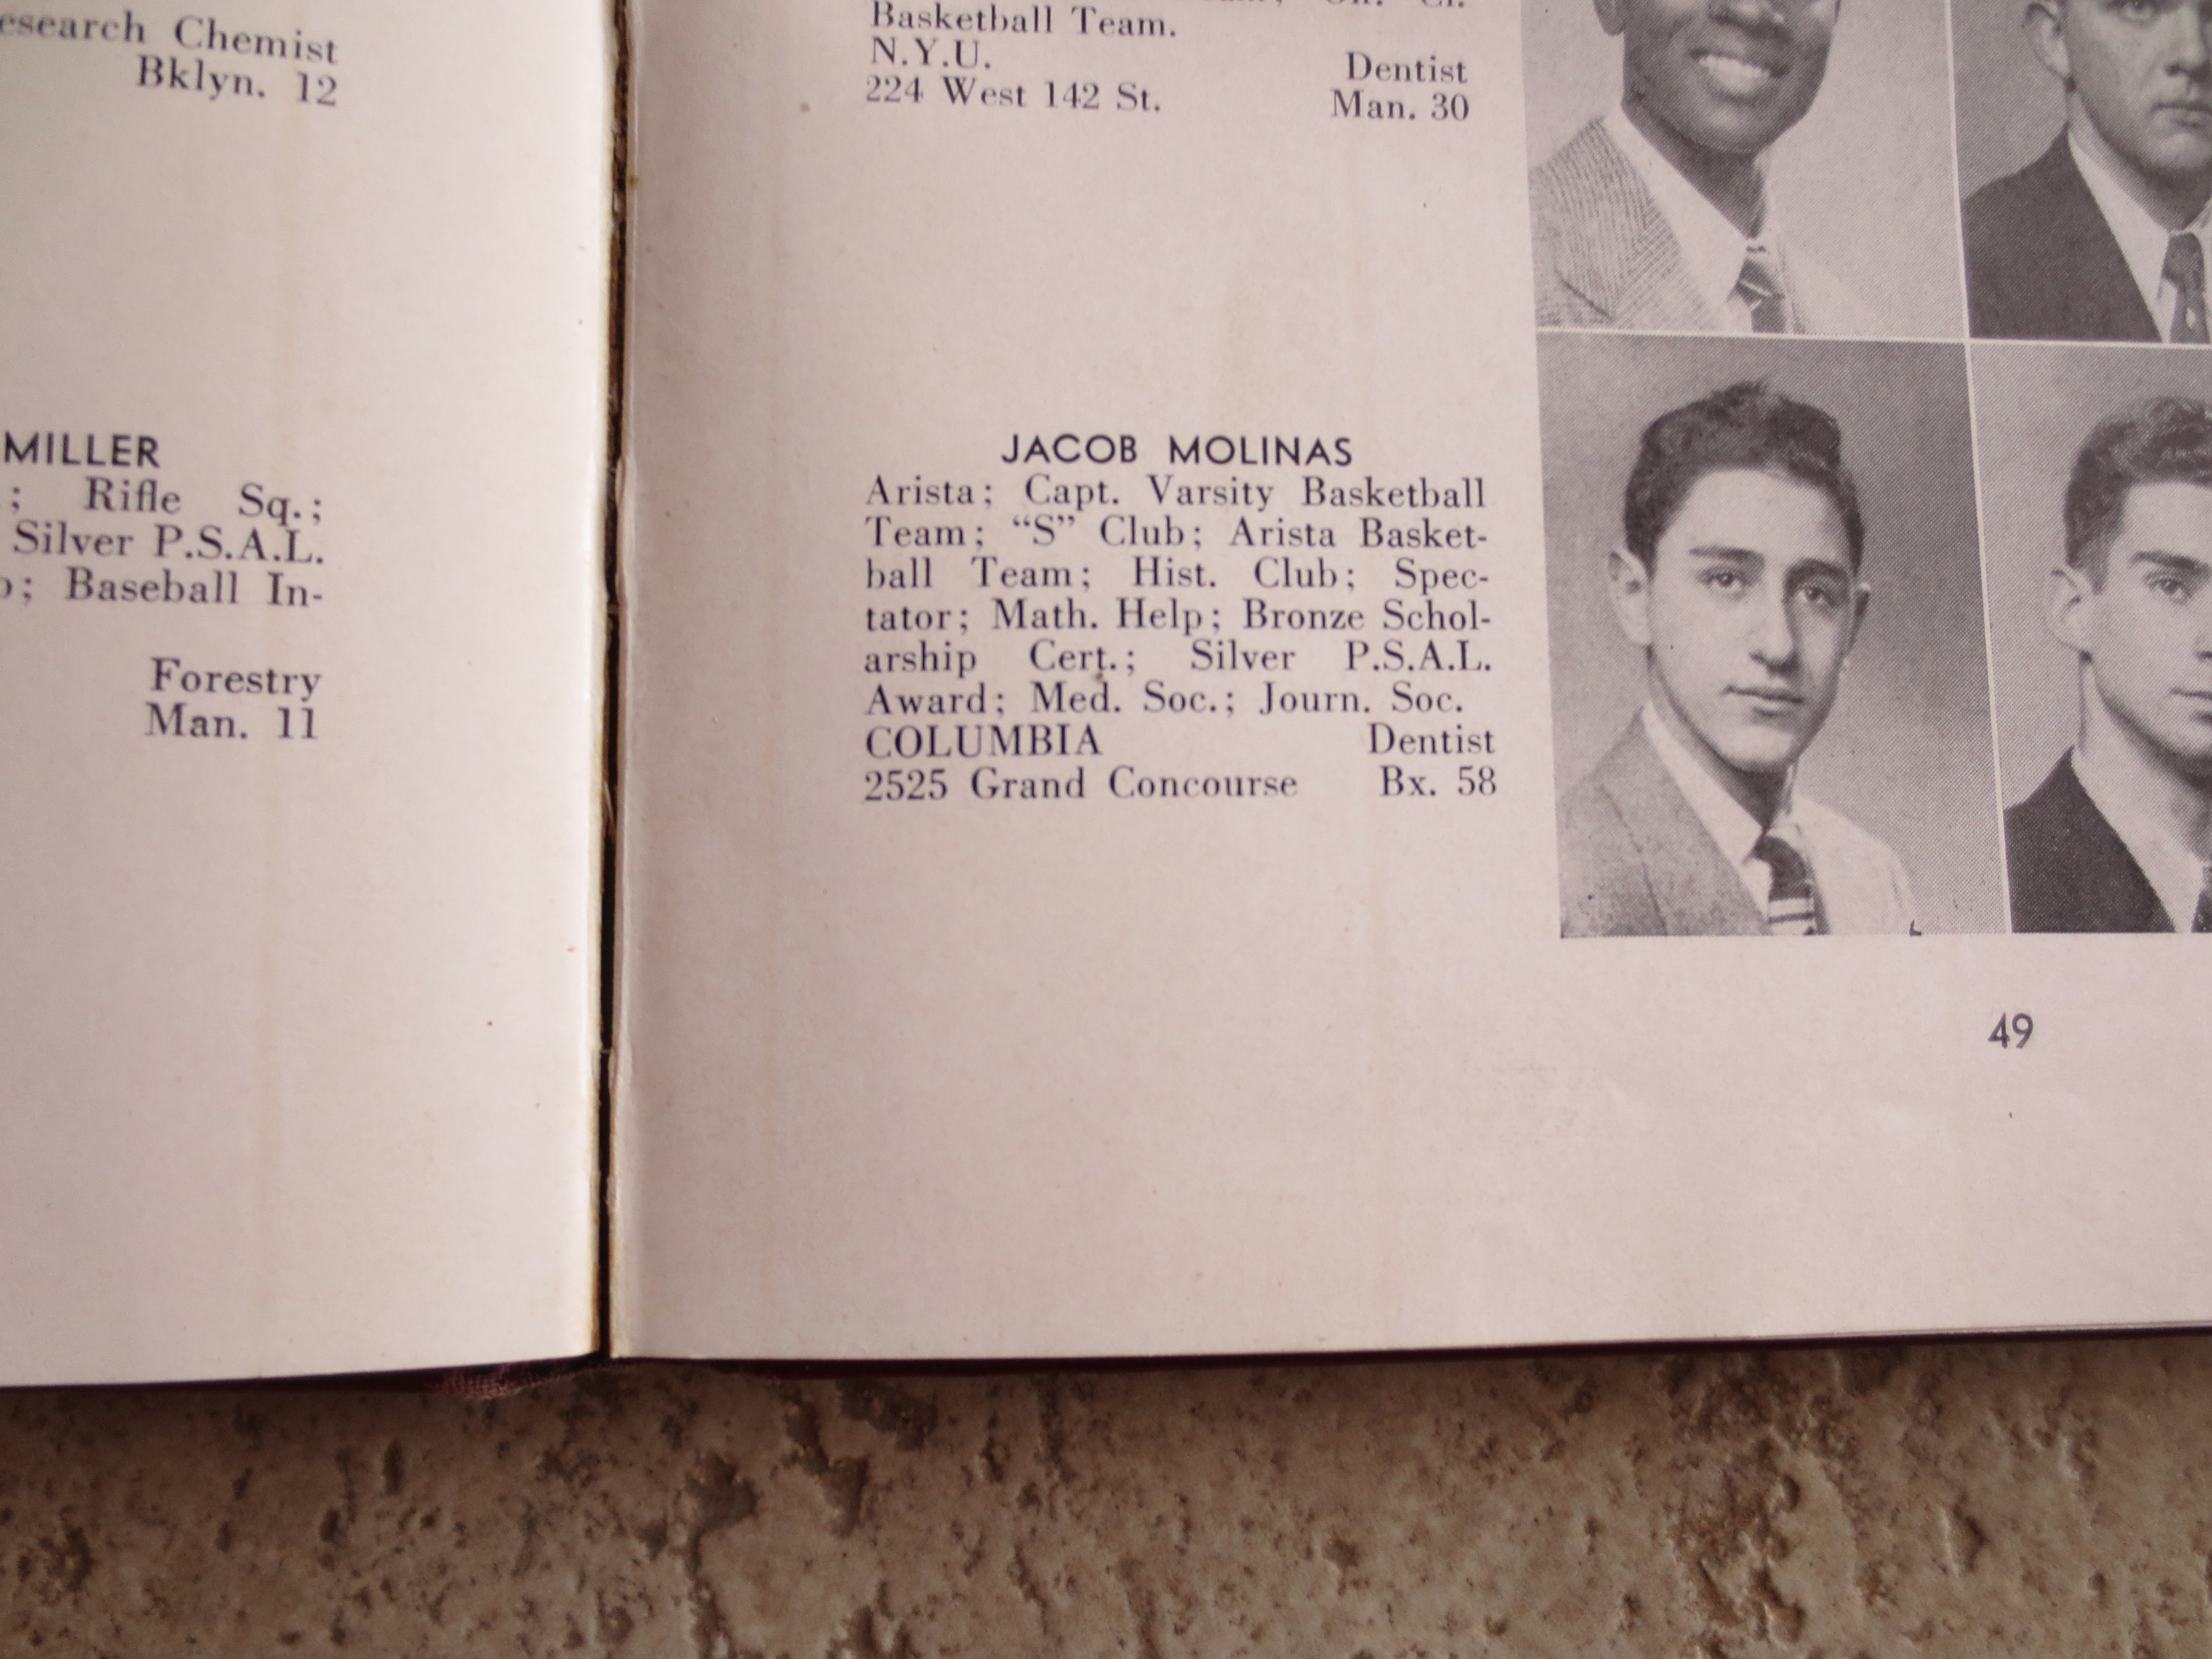 esearch Chemist
Bklyn. 12
MILLER
; Rifle Sq.;
Silver P.S.A.L.
; Baseball In-
Forestry
Man. 11
Basketball Team.
N.Y.U. Dentist
224 West 142 St. Man. 30
JACOB MOLINAS
Arista; Capt. Varsity Basketball
Team; “S” Club; Arista Basket-
ball Team; Hist. Club; Spec-
tator; Math. Help; Bronze Schol-
arship Cert.; Silver P.S.A.L.
Award; Med. Soc.; Journ. Soc.
COLUMBIA Dentist
2525 Grand Concourse Bx. 58
49